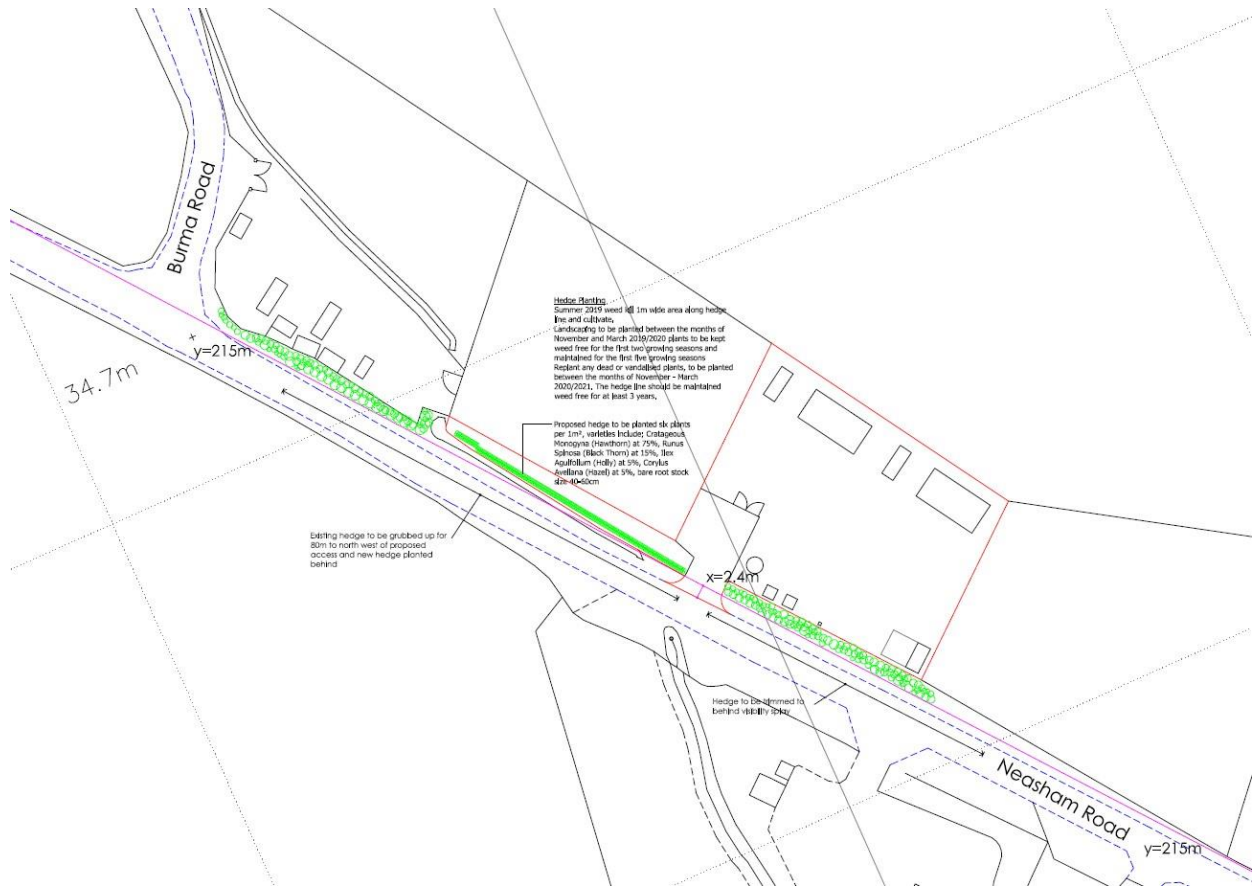 Burma Road
y=215m
34.7m
Hedge Planting
Summer 2019 weed kill 1m wide area along hedge
line and cultivate.
Landscaping to be planted between the months of
November and March 2019/2020 plants to be kept
weed free for the first two growing seasons and
maintained for the first five growing seasons
Replant any dead or vandalised plants, to be planted
between the months of November - March
2020/2021. The hedge line should be maintained
weed free for at least 3 years.
Proposed hedge to be planted six plants
per 1m², varieties include; Crataegeous
Monogyna (Hawthorn) at 75%, Runus
Spinosa (Black Thorn) at 15%, Ilex
Aguifolium (Holly) at 5%, Corylus
Avellana (Hazel) at 5%, bare root stock
size 40-60cm
Existing hedge to be grubbed up for
80m to north west of proposed
access and new hedge planted
behind
x=2.4m
Hedge to be trimmed to
behind visibility splay
Neasham Road
y=215m